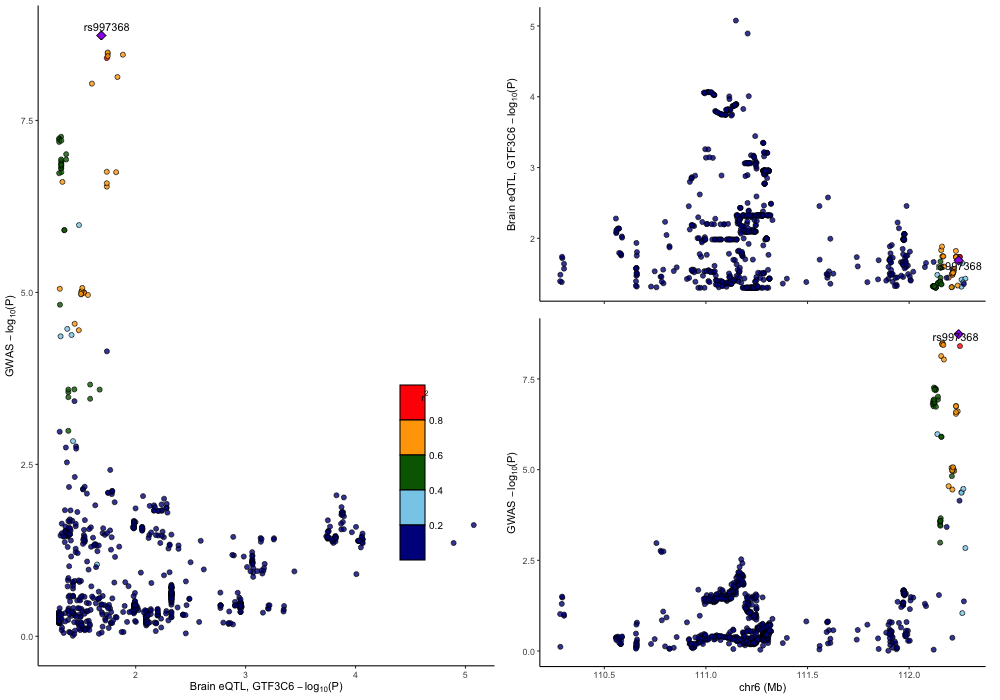 rs997368
7.5
5.0
2.5
0.0
GWAS − log10(P)
2
3
4
5
Brain eQTL, GTF3C6 − log10(P)
r²
0.8
0.6
0.4
0.2
5
4
3
2
Brain eQTL, GTF3C6 − log10(P)
rs997368
rs997368
7.5
5.0
2.5
0.0
GWAS − log10(P)
110.5
111.0
111.5
112.0
chr6 (Mb)